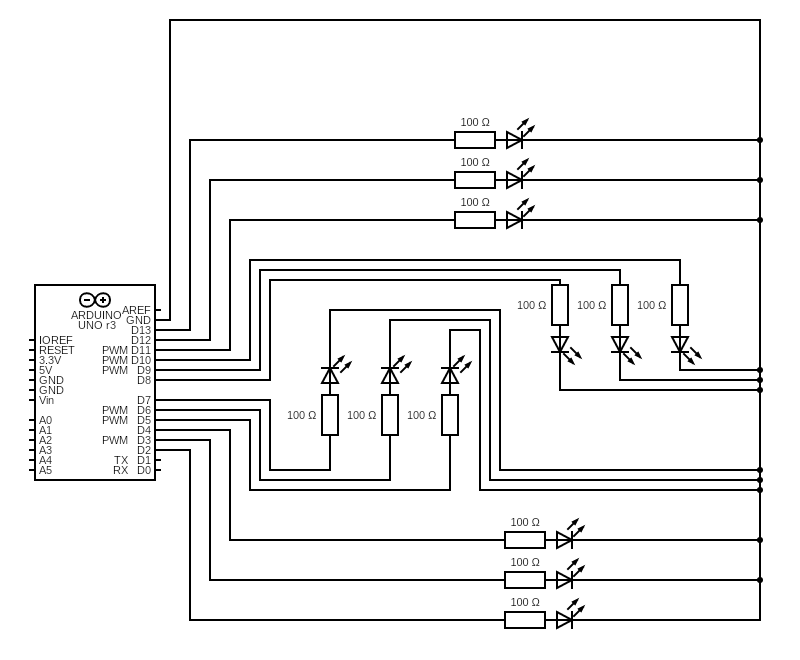 100 Ω
100 Ω
100 Ω
100 Ω 100 Ω 100 Ω
ARDUINO
UNO r3
AREF
GND
D13
IOREF D12
RESET PWM D11
3.3V PWM D10
5V PWM D9
GND D8
GND
Vin D7
PWM D6
A0 PWM D5
A1 D4
A2 PWM D3
A3 D2
A4 TX D1
A5 RX D0
100 Ω 100 Ω 100 Ω
100 Ω
100 Ω
100 Ω